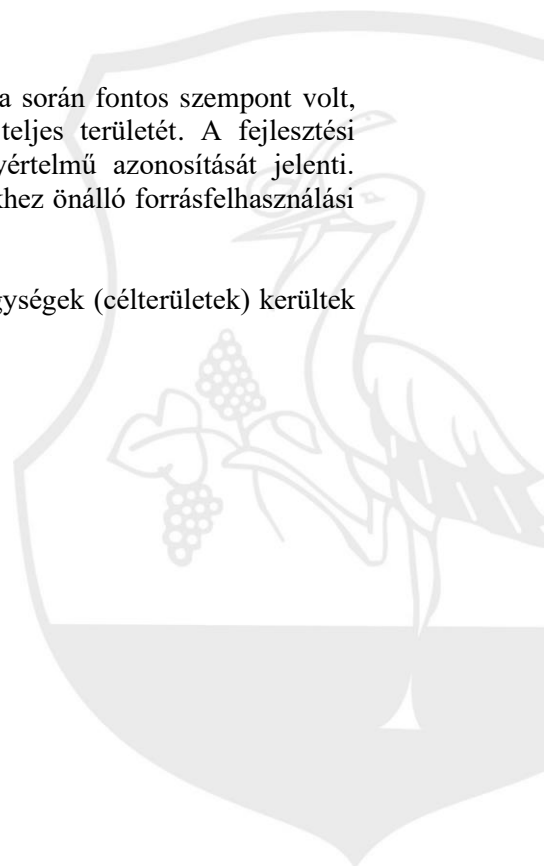 a során fontos szempont volt,
teljes területét. A fejlesztési
yértelmű azonosítását jelenti.
khez önálló forrásfelhasználási
gységek (célterületek) kerültek